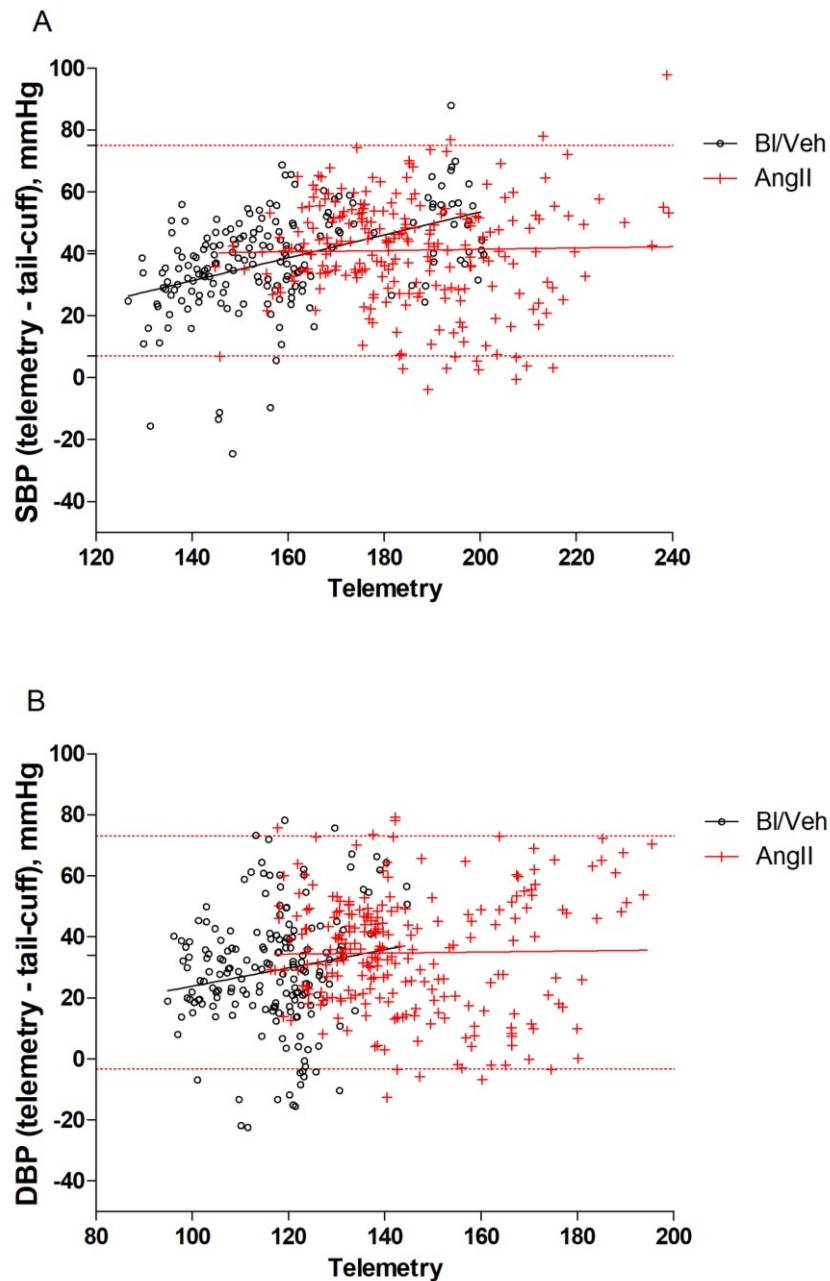 A
SBP (telemetry - tail-cuff), mmHg
100
80
60
40
20
0
-20
-40
120 140 160 180 200 220 240
Telemetry
Bl/Veh
AngII
B
DBP (telemetry - tail-cuff), mmHg
100
80
60
40
20
0
-20
-40
80 100 120 140 160 180 200
Telemetry
Bl/Veh
AngII